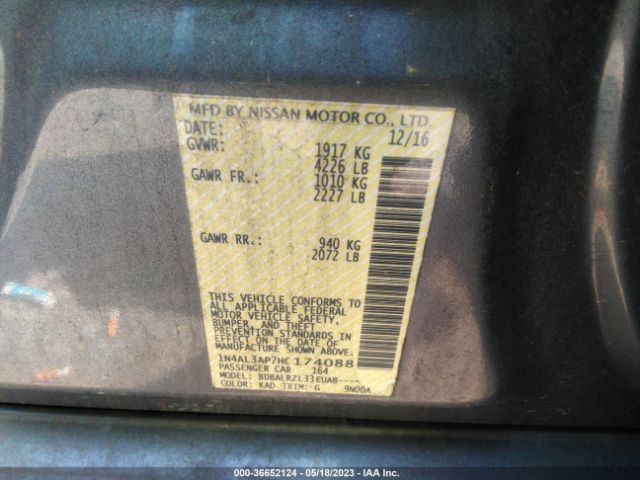 MFD BY NISSAN MOTOR CO., LTD.
DATE: 12/16
GVWR: 1917 KG
4226 LB
GAWR FR.: 1010 KG
2227 LB
GAWR RR.: 940 KG
2072 LB
THIS VEHICLE CONFORMS TO
ALL APPLICABLE FEDERAL
MOTOR VEHICLE SAFETY,
BUMPER, AND THEFT
PREVENTION STANDARDS IN
EFFECT ON THE DATE OF
MANUFACTURE SHOWN ABOVE.
1N4AL3AP7HC174088
PASSENGER CAR 164
MODEL: BDBALRZL33EUAB----
COLOR: KAD TRIM: G 9N00A
000-36652124 - 05/18/2023 - IAA Inc.